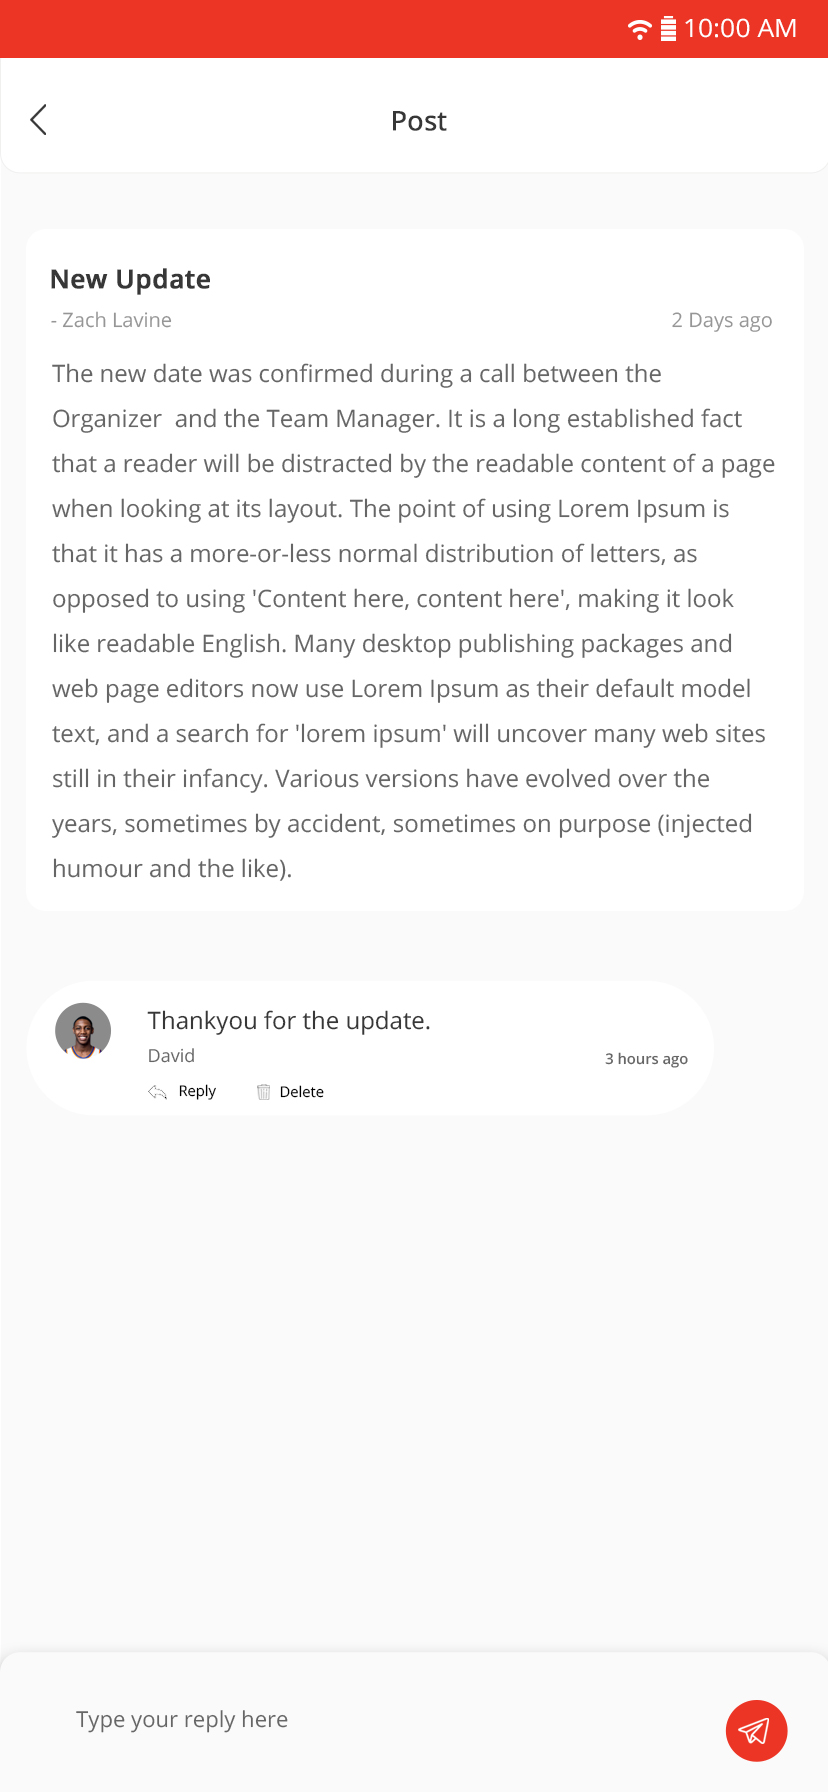 10:00 AM
Post
New Update
- Zach Lavine
2 Days ago
The new date was confirmed during a call between the
Organizer  and the Team Manager. It is a long established fact
that a reader will be distracted by the readable content of a page
when looking at its layout. The point of using Lorem Ipsum is
that it has a more-or-less normal distribution of letters, as
opposed to using 'Content here, content here', making it look
like readable English. Many desktop publishing packages and
web page editors now use Lorem Ipsum as their default model
text, and a search for 'lorem ipsum' will uncover many web sites
still in their infancy. Various versions have evolved over the
years, sometimes by accident, sometimes on purpose (injected
humour and the like).
Thankyou for the update.
David
3 hours ago
Reply
Delete
Type your reply here